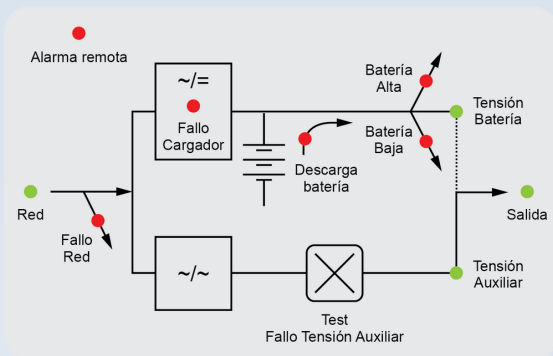 Alarma remota
~/=
Fallo
Cargador
Batería
Alta
Batería
Baja
Tensión
Batería
Descarga
batería
Red
Fallo
Red
Salida
~/~
Test
Fallo Tensión Auxiliar
Tensión
Auxiliar